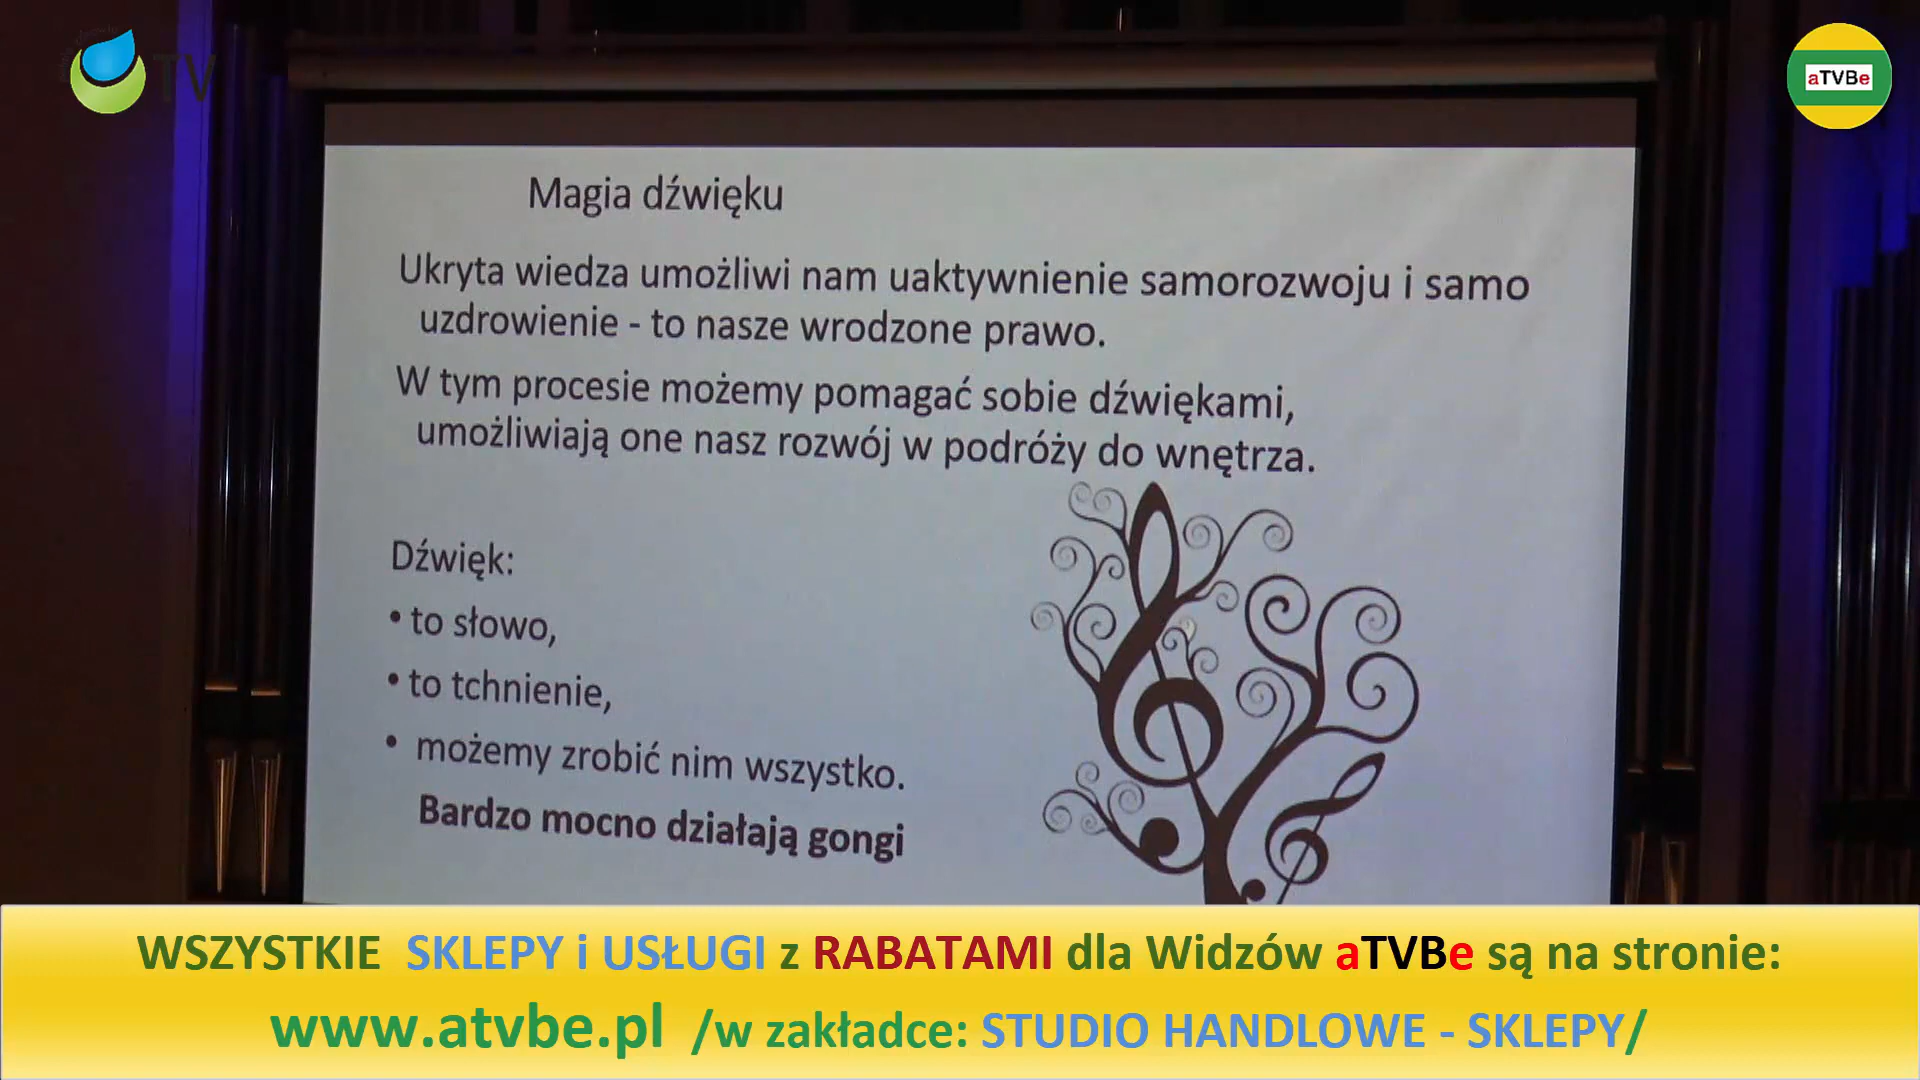 TV
aTVBe
Magia dźwięku
Ukryta wiedza umożliwi nam uaktywnienie samorozwoju i samo
uzdrowienie - to nasze wrodzone prawo.
W tym procesie możemy pomagać sobie dźwiękami,
umożliwiają one nasz rozwój w podróży do wnętrza.
Dźwięk:
• to słowo,
• to tchnienie,
• możemy zrobić nim wszystko.
Bardzo mocno działają gongi
WSZYSTKIE SKLEPY i USŁUGI z RABATAMI dla Widzów aTVBe są na stronie:
www.atvbe.pl /w zakładce: STUDIO HANDLOWE - SKLEPY/